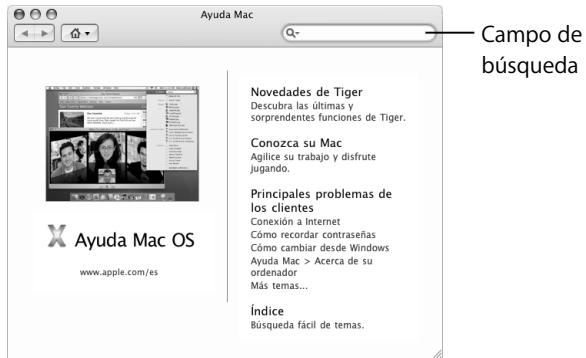 Ayuda Mac
Campo de
búsqueda
Novedades de Tiger
Descubra las últimas y
sorprendentes funciones de Tiger.
Conozca su Mac
Agilice su trabajo y disfrute
jugando.
Principales problemas de
los clientes
Conexión a Internet
Cómo recordar contraseñas
Cómo cambiar desde Windows
Ayuda Mac > Acerca de su
ordenador
Más temas...
Índice
Búsqueda fácil de temas.
Ayuda Mac OS
www.apple.com/es